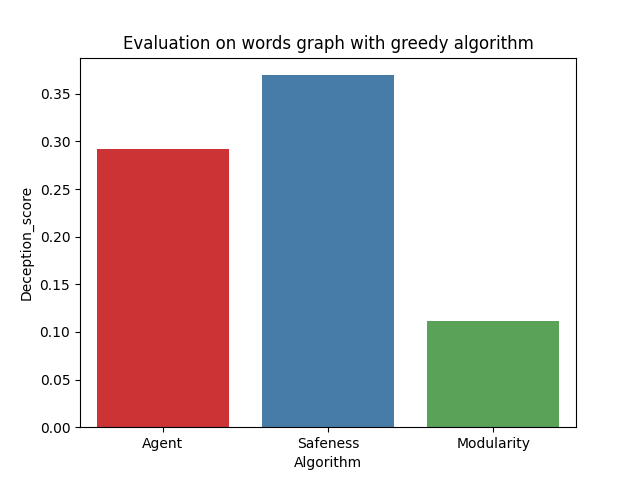 Evaluation on words graph with greedy algorithm
Deception_score
0.35
0.30
0.25
0.20
0.15
0.10
0.05
0.00
Agent
Safeness
Modularity
Algorithm